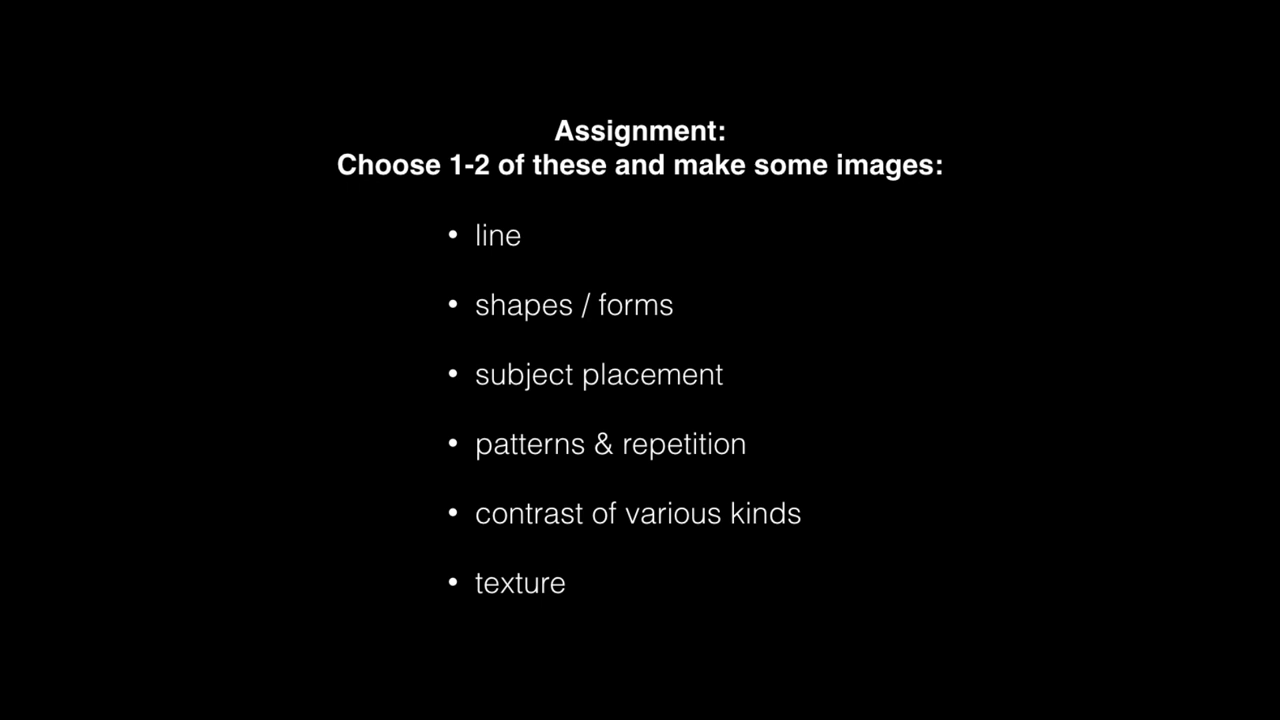 Assignment:
Choose 1-2 of these and make some images:
• line
• shapes / forms
• subject placement
• patterns & repetition
• contrast of various kinds
• texture